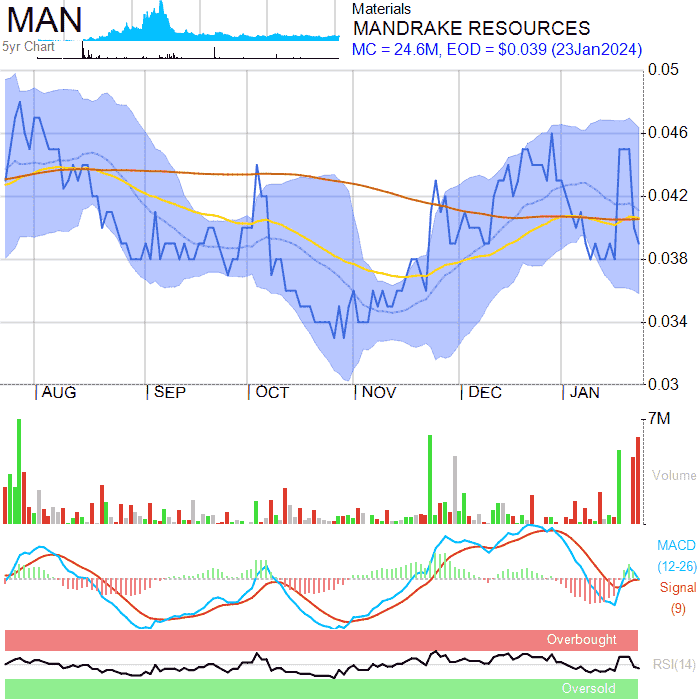 MAN
5yr Chart
Materials
MANDRAKE RESOURCES
MC = 24.6M, EOD = $0.039 (23Jan2024)
0.05
0.046
0.042
0.038
0.034
0.03
AUG SEP OCT NOV DEC JAN
7M
Volume
MACD
(12-26)
Signal
(9)
Overbought
RSI(14)
Oversold